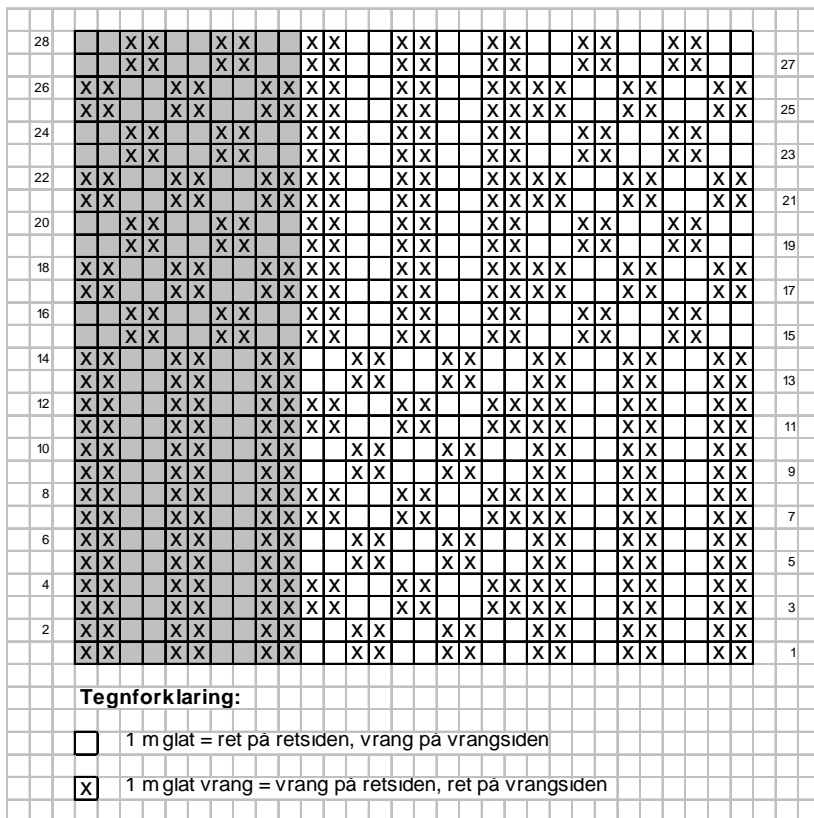 28 X X X X X X X X X X X X X X
X X X X X X X X X X X X X X 27
26 X X X X X X X X X X X X X X X X
X X X X X X X X X X X X X X X X 25
24 X X X X X X X X X X X X X X
X X X X X X X X X X X X X X 23
22 X X X X X X X X X X X X X X X X
X X X X X X X X X X X X X X X X 21
20 X X X X X X X X X X X X X X
X X X X X X X X X X X X X X 19
18 X X X X X X X X X X X X X X X X
X X X X X X X X X X X X X X X X 17
16 X X X X X X X X X X X X X X
X X X X X X X X X X X X X X 15
14 X X X X X X X X X X X X X X X X
X X X X X X X X X X X X X X X X 13
12 X X X X X X X X X X X X X X X X X X
X X X X X X X X X X X X X X X X X X 11
10 X X X X X X X X X X X X X X X X
X X X X X X X X X X X X X X X X 9
8 X X X X X X X X X X X X X X X X X X
X X X X X X X X X X X X X X X X X X 7
6 X X X X X X X X X X X X X X X X
X X X X X X X X X X X X X X X X 5
4 X X X X X X X X X X X X X X X X X X
X X X X X X X X X X X X X X X X X X 3
2 X X X X X X X X X X X X X X X X
X X X X X X X X X X X X X X X X 1
Tegnforklaring:
1 m glat = ret på retsiden, vrang på vrangsiden
X 1 m glat vrang = vrang på retsiden, ret på vrangsiden